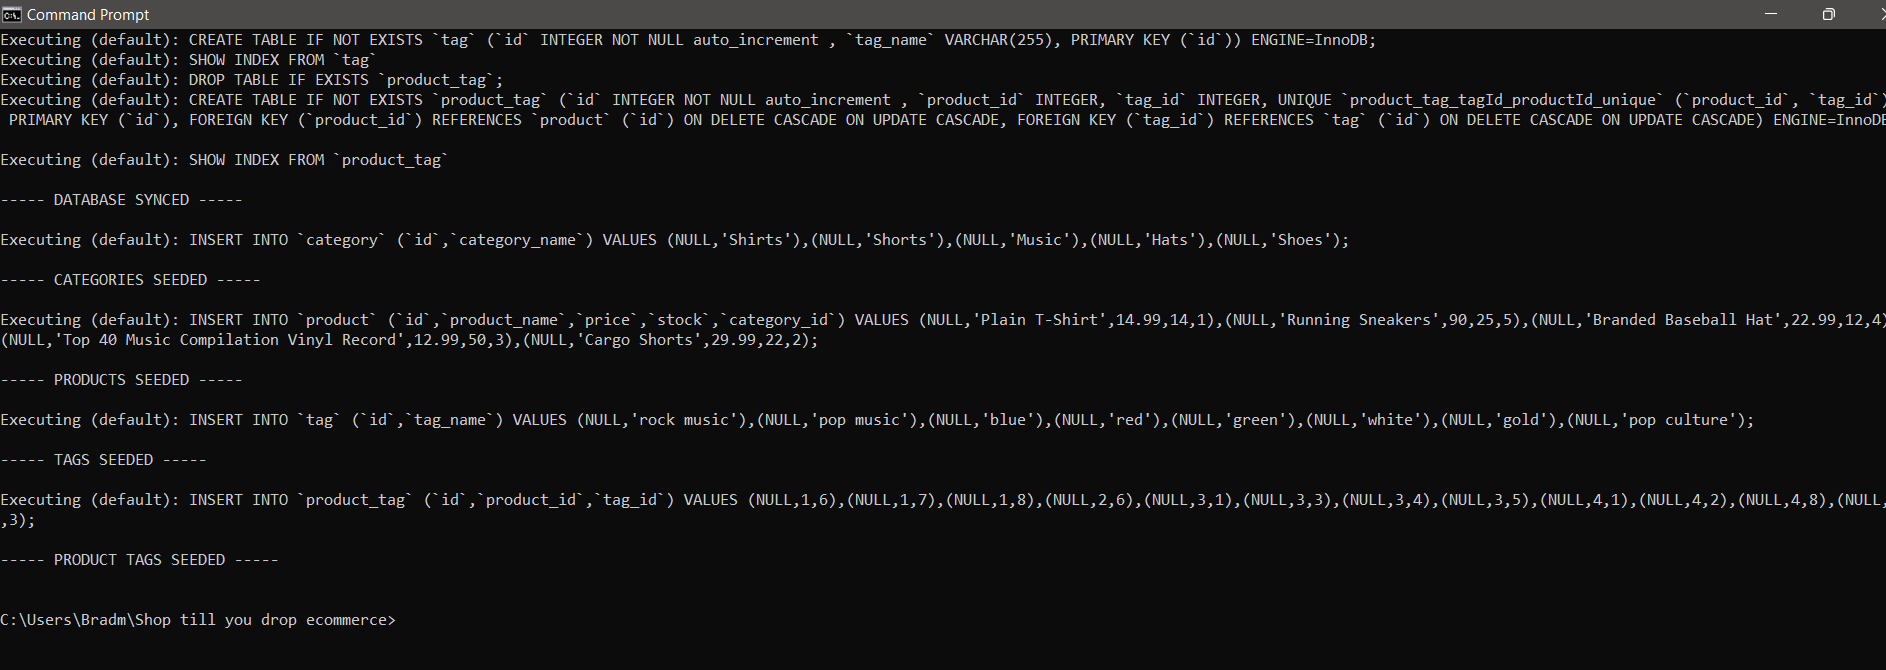 Command Prompt
Executing (default): CREATE TABLE IF NOT EXISTS `tag` (`id` INTEGER NOT NULL auto_increment , `tag_name` VARCHAR(255), PRIMARY KEY (`id`)) ENGINE=InnoDB;
Executing (default): SHOW INDEX FROM `tag`
Executing (default): DROP TABLE IF EXISTS `product_tag`;
Executing (default): CREATE TABLE IF NOT EXISTS `product_tag` (`id` INTEGER NOT NULL auto_increment , `product_id` INTEGER, `tag_id` INTEGER, UNIQUE `product_tag_tagId_productId_unique` (`product_id`, `tag_id`)
PRIMARY KEY (`id`), FOREIGN KEY (`product_id`) REFERENCES `product` (`id`) ON DELETE CASCADE ON UPDATE CASCADE, FOREIGN KEY (`tag_id`) REFERENCES `tag` (`id`) ON DELETE CASCADE ON UPDATE CASCADE) ENGINE=InnoDB
Executing (default): SHOW INDEX FROM `product_tag`
----- DATABASE SYNCED -----
Executing (default): INSERT INTO `category` (`id`,`category_name`) VALUES (NULL,'Shirts'),(NULL,'Shorts'),(NULL,'Music'),(NULL,'Hats'),(NULL,'Shoes');
----- CATEGORIES SEEDED -----
Executing (default): INSERT INTO `product` (`id`,`product_name`,`price`,`stock`,`category_id`) VALUES (NULL,'Plain T-Shirt',14.99,14,1),(NULL,'Running Sneakers',90,25,5),(NULL,'Branded Baseball Hat',22.99,12,4)
(NULL,'Top 40 Music Compilation Vinyl Record',12.99,50,3),(NULL,'Cargo Shorts',29.99,22,2);
----- PRODUCTS SEEDED -----
Executing (default): INSERT INTO `tag` (`id`,`tag_name`) VALUES (NULL,'rock music'),(NULL,'pop music'),(NULL,'blue'),(NULL,'red'),(NULL,'green'),(NULL,'white'),(NULL,'gold'),(NULL,'pop culture');
----- TAGS SEEDED -----
Executing (default): INSERT INTO `product_tag` (`id`,`product_id`,`tag_id`) VALUES (NULL,1,6),(NULL,1,7),(NULL,1,8),(NULL,2,6),(NULL,3,1),(NULL,3,3),(NULL,3,4),(NULL,3,5),(NULL,4,1),(NULL,4,2),(NULL,4,8),(NULL,
,3);
----- PRODUCT TAGS SEEDED -----
C:\Users\Bradm\Shop till you drop ecommerce>